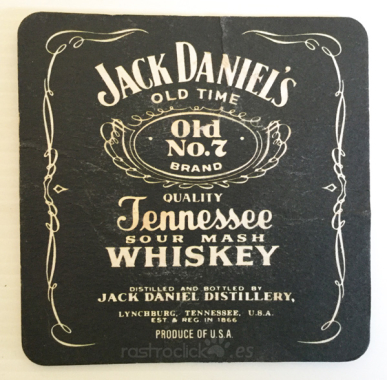 JACK DANIEL'S
OLD TIME
Old
No.7
BRAND
QUALITY
Tennessee
SOUR MASH
WHISKEY
DISTILLED AND BOTTLED BY
JACK DANIEL DISTILLERY,
LYNCHBURG, TENNESSEE, U.S.A.
EST & REG IN 1866
PRODUCE OF U.S.A.
rastroclick.es